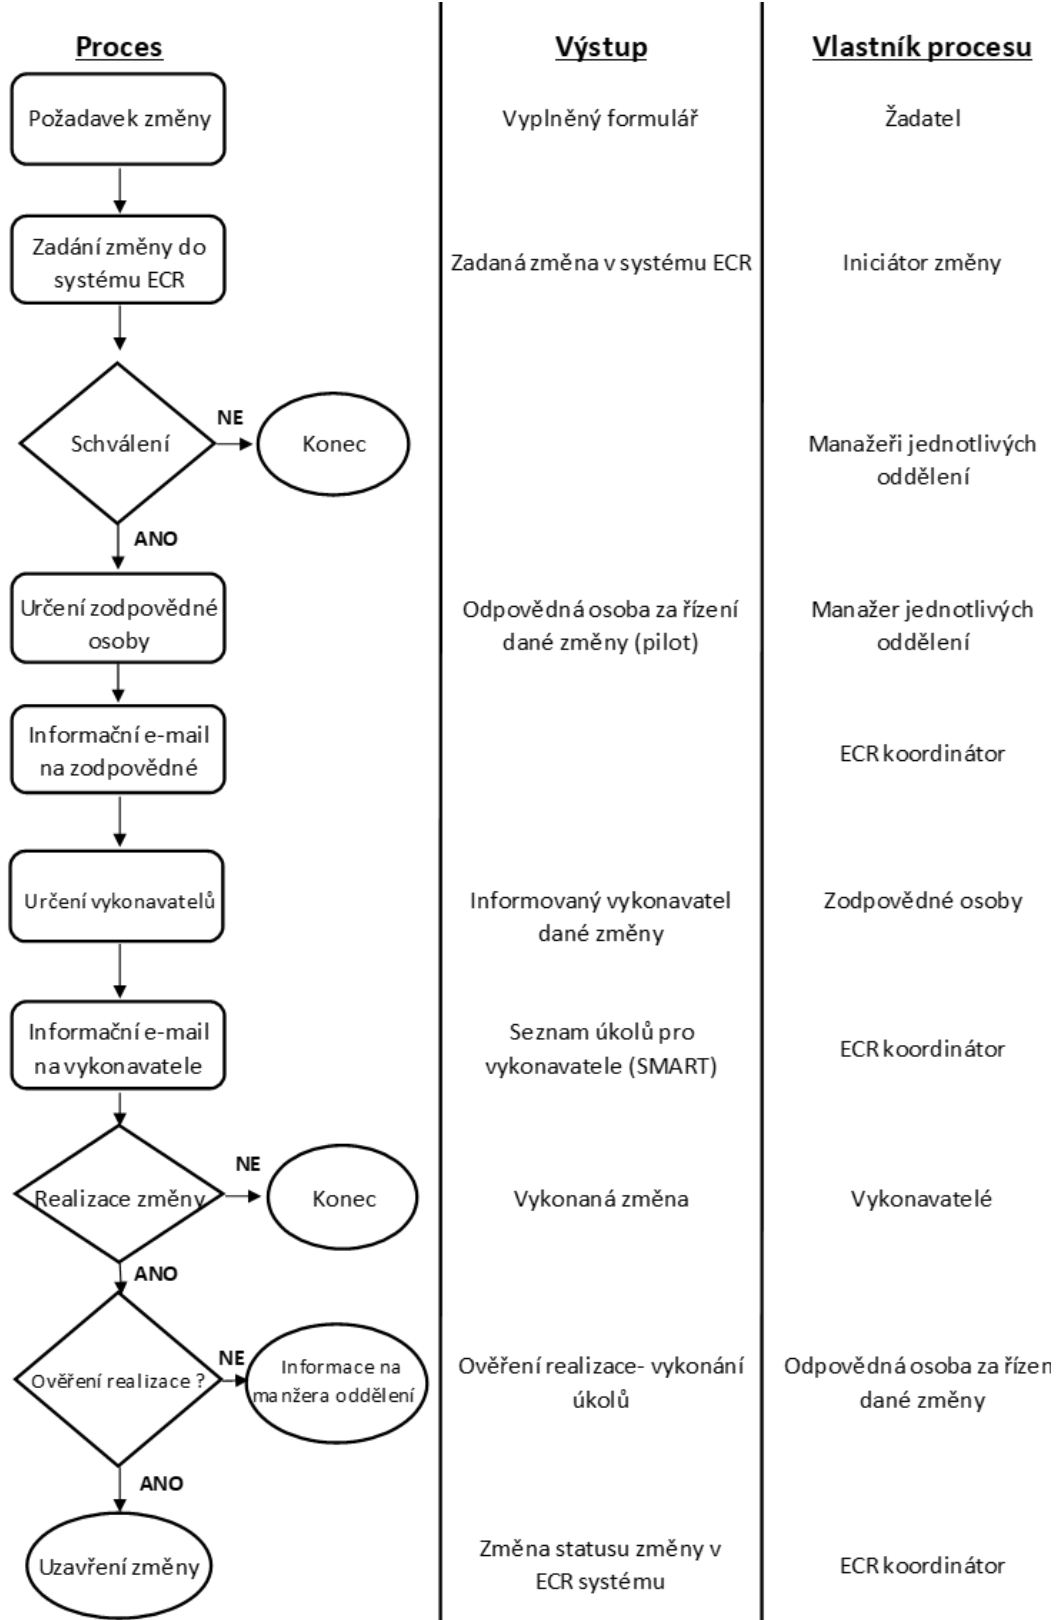 Proces
Výstup
Vlastník procesu
Požadavek změny
Vyplněný formulář
Žadatel
Zadání změny do
systému ECR
Zadaná změna v systému ECR
Iniciátor změny
Schválení
NE
Konec
Manažeři jednotlivých
oddělení
ANO
Určení zodpovědné
osoby
Odpovědná osoba za řízení
dané změny (pilot)
Manažer jednotlivých
oddělení
Informační e-mail
na zodpovědné
ECR koordinátor
Určení vykonavatelů
Informovaný vykonavatel
dané změny
Zodpovědné osoby
Informační e-mail
na vykonavatele
Seznam úkolů pro
vykonavatele (SMART)
ECR koordinátor
Realizace změny
NE
Konec
Vykonaná změna
Vykonavatelé
ANO
Ověření realizace ?
NE
Informace na
manžera oddělení
Ověření realizace- vykonání
úkolů
Odpovědná osoba za řízen
dané změny
ANO
Uzavření změny
Změna statusu změny v
ECR systému
ECR koordinátor